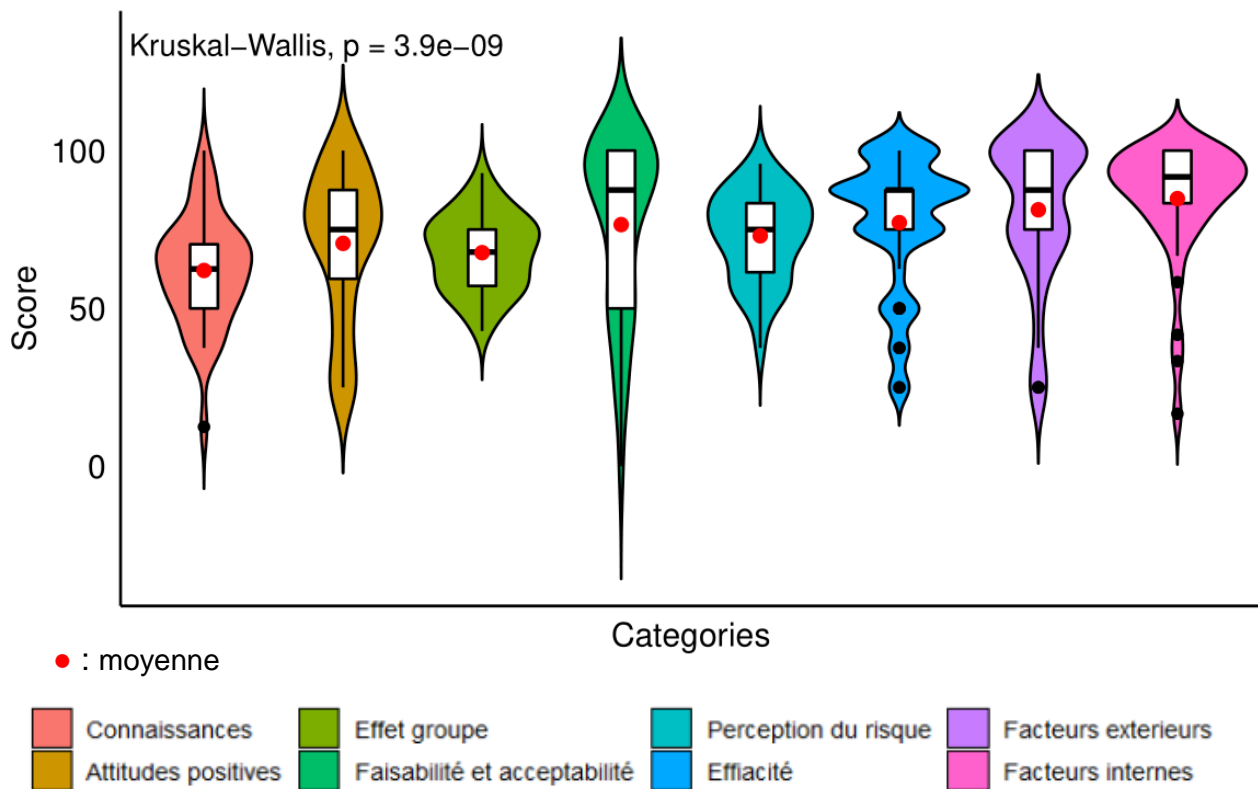 Kruskal−Wallis, p = 3.9e−09
100
50
0
Score
Categories
: moyenne
Connaissances
Effet groupe
Perception du risque
Facteurs exterieurs
Attitudes positives
Faisabilité et acceptabilité
Effiacité
Facteurs internes